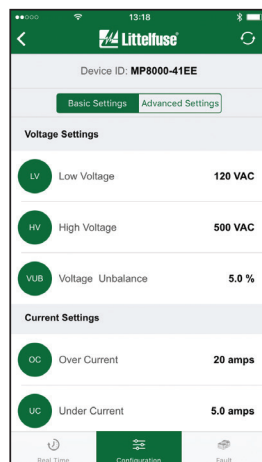 13:18
Littelfuse
Device ID: MP8000-41EE
Basic Settings Advanced Settings
Voltage Settings
LV Low Voltage 120 VAC
HV High Voltage 500 VAC
VUB Voltage Unbalance 5.0 %
Current Settings
OC Over Current 20 amps
UC Under Current 5.0 amps
Real Time Configuration Fault